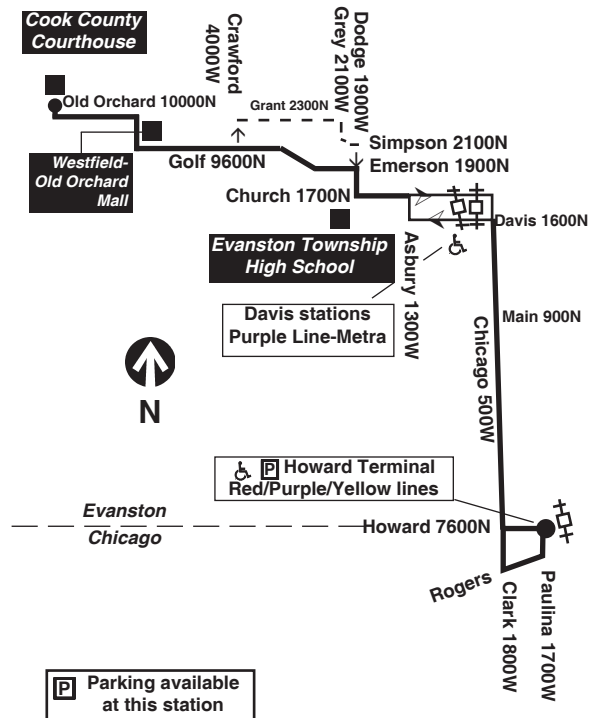 Cook County
Courthouse
Crawford
4000W
Dodge 1900W
Grey 2100W
Old Orchard 10000N
Grant 2300N
Simpson 2100N
Westfield-
Old Orchard
Mall
Golf 9600N
Emerson 1900N
Church 1700N
Davis 1600N
Evanston Township
High School
Asbury 1300W
Davis stations
Purple Line-Metra
Main 900N
Chicago 500W
N
P Howard Terminal
Red/Purple/Yellow lines
Evanston
Chicago
Howard 7600N
Rogers
Clark 1800W
Paulina 1700W
P Parking available
at this station